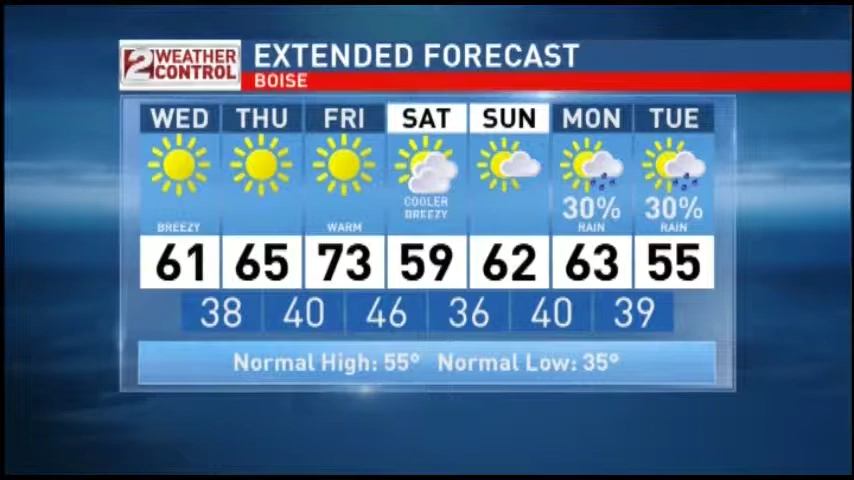 2 WEATHER CONTROL
EXTENDED FORECAST
BOISE
WED THU FRI SAT SUN MON TUE
COOLER
BREEZY
30% 30%
BREEZY WARM RAIN RAIN
61 65 73 59 62 63 55
38 40 46 36 40 39
Normal High: 55° Normal Low: 35°